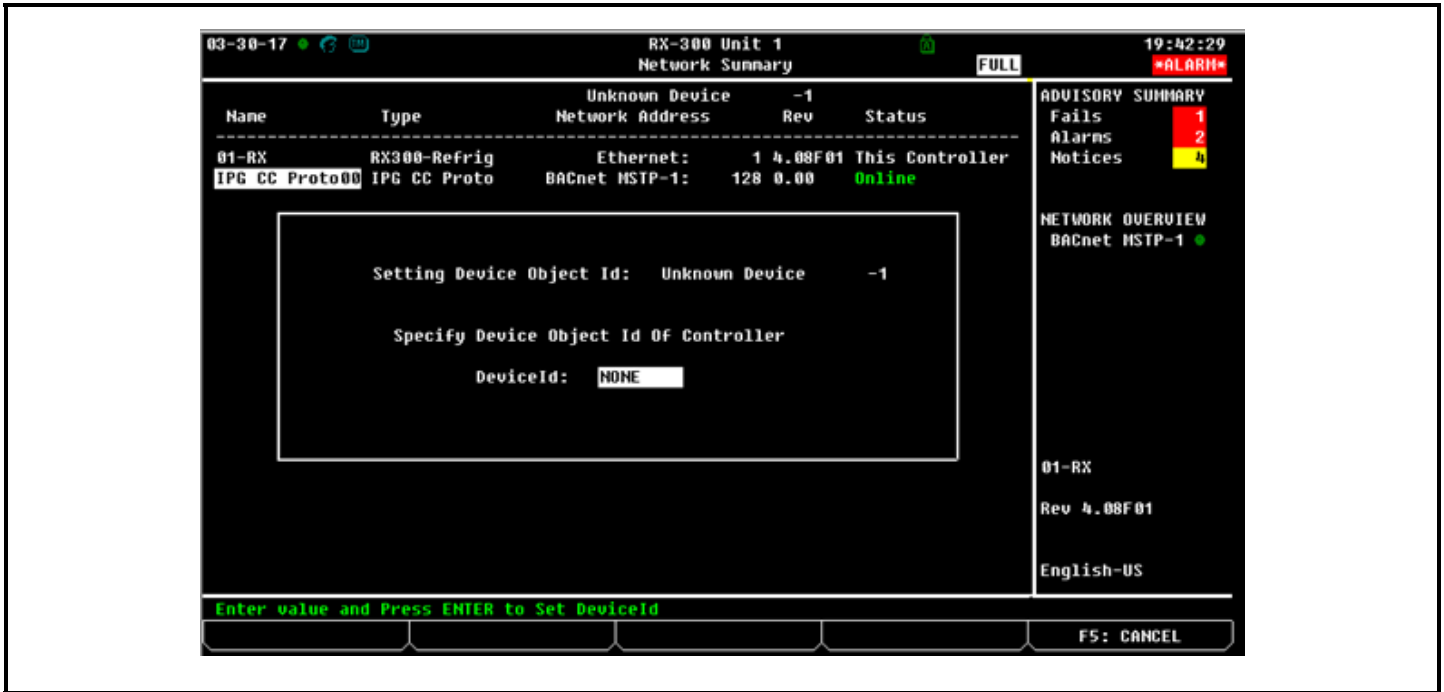 03-30-17 RX-300 Unit 1 19:42:29
Network Summary FULL *ALARM*
Unknown Device -1
Name Type Network Address Rev Status
01-RX RX300-Refrig Ethernet: 1 4.08F01 This Controller
IPG CC Proto00 IPG CC Proto BACnet MSTP-1: 128 0.00 Online
Setting Device Object Id: Unknown Device -1
Specify Device Object Id Of Controller
DeviceId: NONE
ADVISORY SUMMARY
Fails 1
Alarms 2
Notices 4
NETWORK OVERVIEW
BACnet MSTP-1
01-RX
Rev 4.08F01
English-US
Enter value and Press ENTER to Set DeviceId
F5: CANCEL